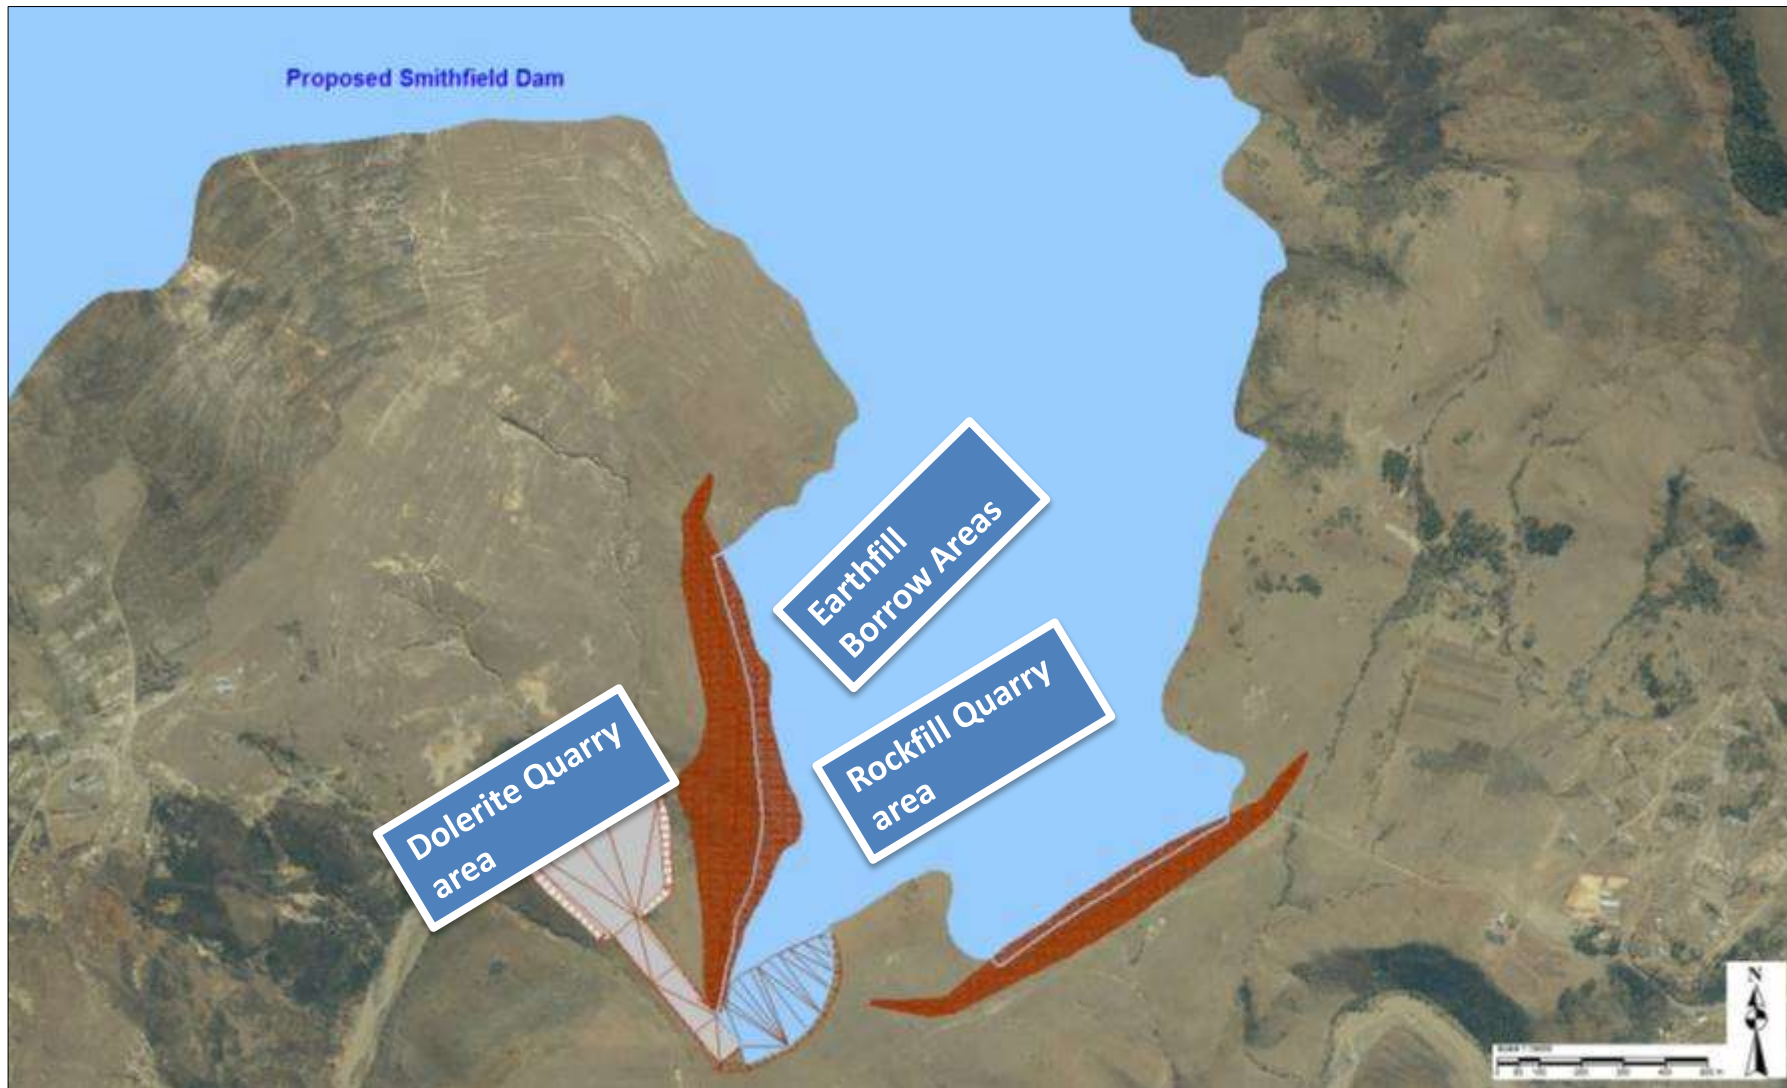 Proposed Smithfield Dam
Earthfill
Borrow Areas
Rockfill Quarry
area
Dolerite Quarry
area
N